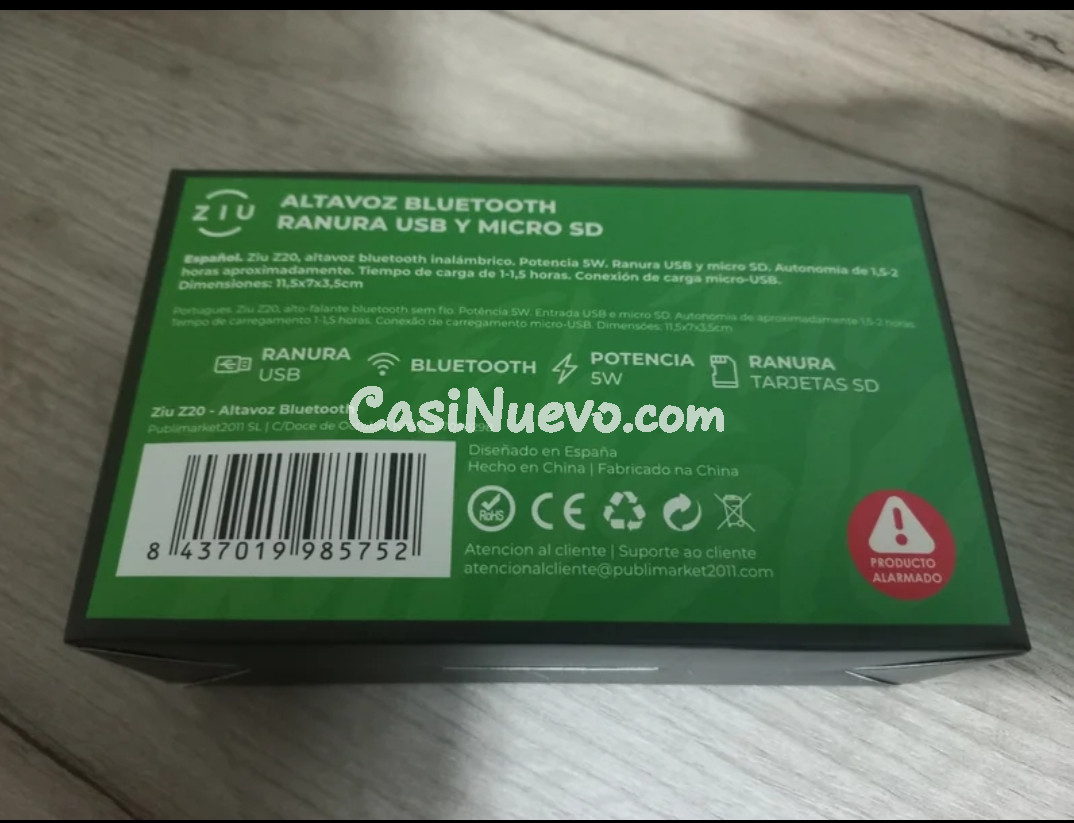 ZIU
ALTAVOZ BLUETOOTH
RANURA USB Y MICRO SD
Español. Ziu Z20, altavoz bluetooth inalámbrico. Potencia 5W. Ranura USB y micro SD. Autonomía de 1,5-2
horas aproximadamente. Tiempo de carga de 1-1,5 horas. Conexión de carga micro-USB.
Dimensiones: 11,5x7x3,5cm
Portugues. Ziu Z20, alto-falante bluetooth sem fio. Potência 5W. Entrada USB e micro SD. Autonomia de aproximadamente 1,5-2 horas.
Tempo de carregamento 1-1,5 horas. Conexão de carregamento micro-USB. Dimensões: 11,5x7x3,5cm
RANURA
USB
BLUETOOTH
POTENCIA
5W
RANURA
TARJETAS SD
Ziu Z20 - Altavoz Bluetooth
CasiNuevo.com
Publimarket2011 SL | C/Doce de
Diseñado en España
Hecho en China | Fabricado na China
RoHS
CE
8 437019 985752
Atencion al cliente | Suporte ao cliente
atencionalcliente@publimarket2011.com
PRODUCTO
ALARMADO